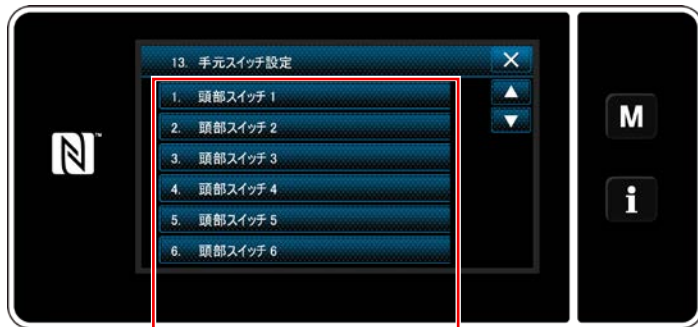 13. 手元スイッチ設定
1. 頭部スイッチ 1
2. 頭部スイッチ 2
3. 頭部スイッチ 3
4. 頭部スイッチ 4
5. 頭部スイッチ 5
6. 頭部スイッチ 6
M
i